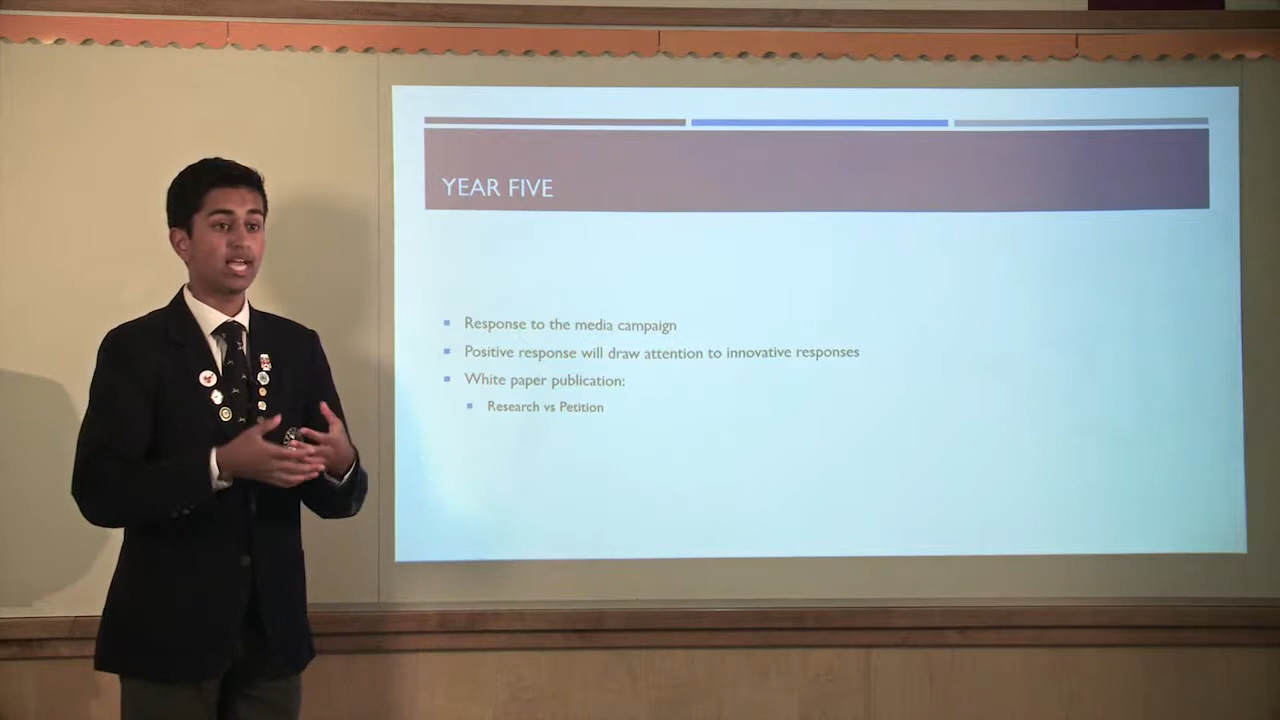 YEAR FIVE
Response to the media campaign
Positive response will draw attention to innovative responses
White paper publication:
Research vs Petition